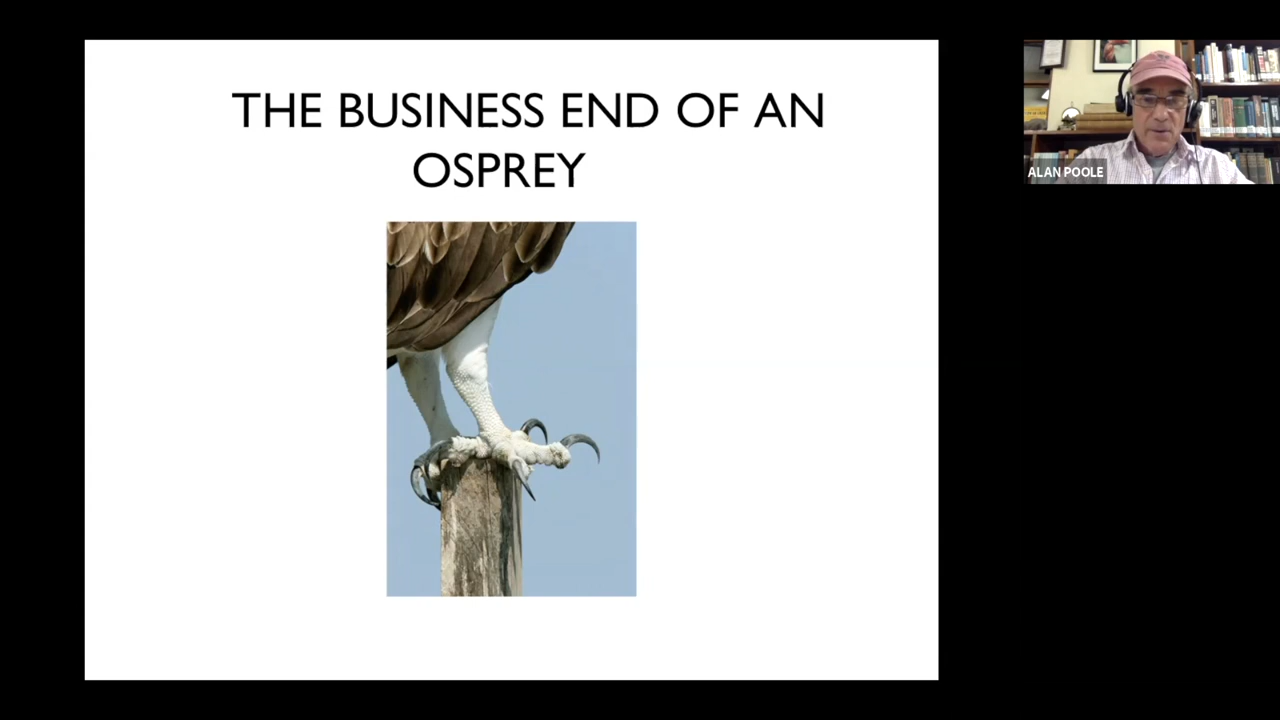 THE BUSINESS END OF AN
OSPREY
ALAN POOLE